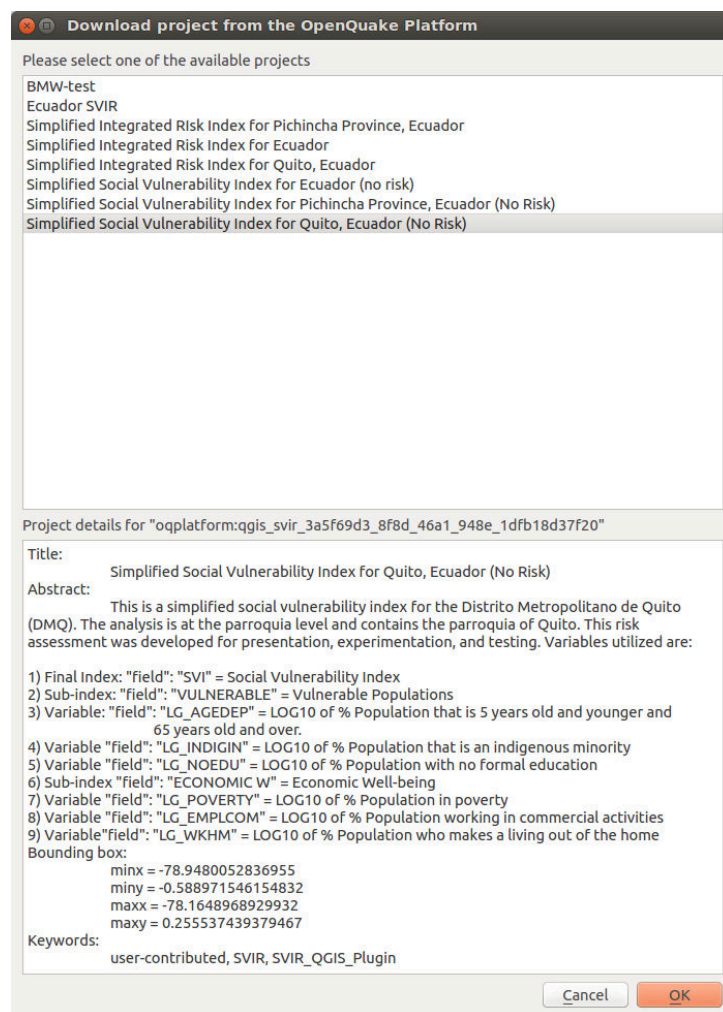 Download project from the OpenQuake Platform
Please select one of the available projects
BMW-test
Ecuador SVIR
Simplified Integrated RIsk Index for Pichincha Province, Ecuador
Simplified Integrated Risk Index for Ecuador
Simplified Integrated Risk Index for Quito, Ecuador
Simplified Social Vulnerability Index for Ecuador (no risk)
Simplified Social Vulnerability Index for Pichincha Province, Ecuador (No Risk)
Simplified Social Vulnerability Index for Quito, Ecuador (No Risk)
Project details for "oqplatform:qgis_svir_3a5f69d3_8f8d_46a1_948e_1dfb18d37f20"
Title:
Simplified Social Vulnerability Index for Quito, Ecuador (No Risk)
Abstract:
This is a simplified social vulnerability index for the Distrito Metropolitano de Quito
(DMQ). The analysis is at the parroquia level and contains the parroquia of Quito. This risk
assessment was developed for presentation, experimentation, and testing. Variables utilized are:
1) Final Index: "field": "SVI" = Social Vulnerability Index
2) Sub-index: "field": "VULNERABLE" = Vulnerable Populations
3) Variable: "field": "LG_AGEDEP" = LOG10 of % Population that is 5 years old and younger and
65 years old and over.
4) Variable "field": "LG_INDIGIN" = LOG10 of % Population that is an indigenous minority
5) Variable "field": "LG_NOEDU" = LOG10 of % Population with no formal education
6) Sub-index "field": "ECONOMIC W" = Economic Well-being
7) Variable "field": "LG_POVERTY" = LOG10 of % Population in poverty
8) Variable "field": "LG_EMPLCOM" = LOG10 of % Population working in commercial activities
9) Variable"field": "LG_WKHM" = LOG10 of % Population who makes a living out of the home
Bounding box:
minx = -78.9480052836955
miny = -0.588971546154832
maxx = -78.1648968929932
maxy = 0.255537439379467
Keywords:
user-contributed, SVIR, SVIR_QGIS_Plugin
Cancel OK